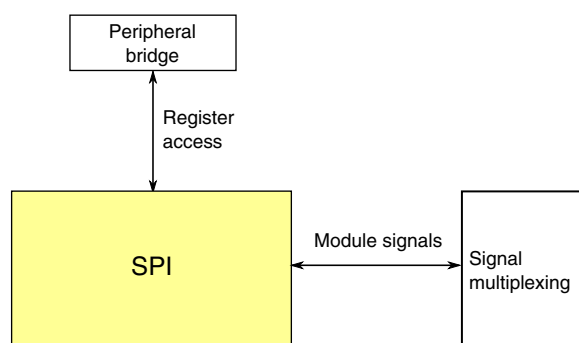 Peripheral
bridge
Register
access
SPI
Module signals
Signal
multiplexing